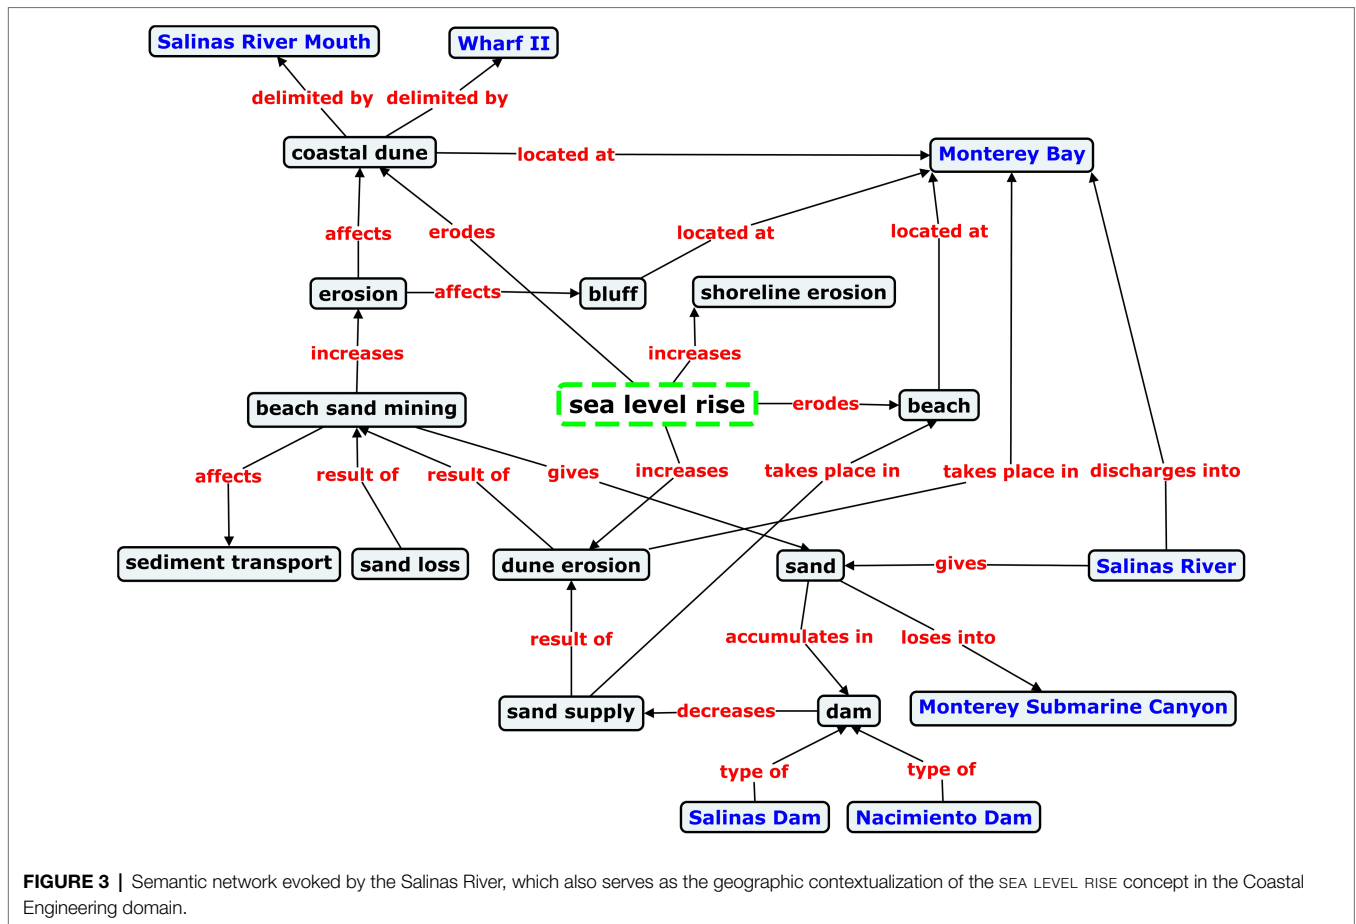 Salinas River Mouth
Wharf II
delimited by
delimited by
coastal dune
located at
Monterey Bay
affects
erodes
located at
located at
erosion
affects
bluff
shoreline erosion
increases
increases
beach sand mining
sea level rise
erodes
beach
affects
result of
result of
gives
increases
takes place in
takes place in
discharges into
sediment transport
sand loss
dune erosion
sand
gives
Salinas River
result of
accumulates in
loses into
sand supply
decreases
dam
Monterey Submarine Canyon
type of
type of
Salinas Dam
Nacimiento Dam
FIGURE 3 | Semantic network evoked by the Salinas River, which also serves as the geographic contextualization of the SEA LEVEL RISE concept in the Coastal
Engineering domain.